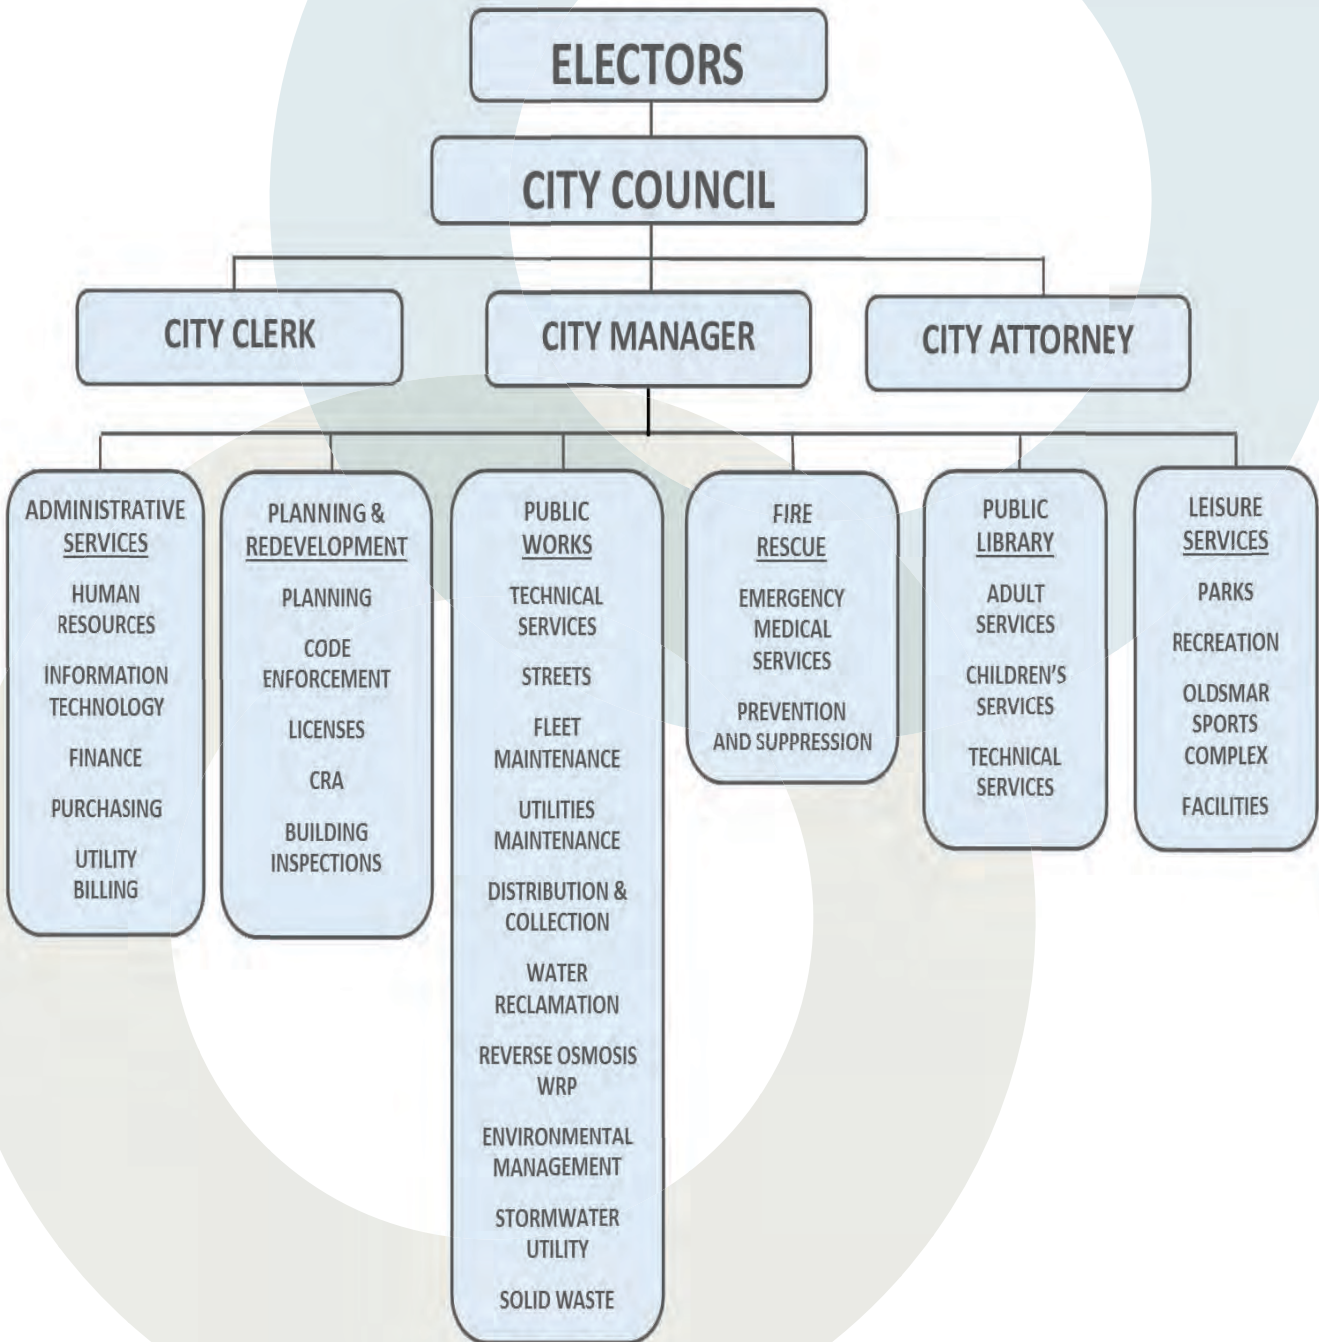 ELECTORS
CITY COUNCIL
CITY CLERK
CITY MANAGER
CITY ATTORNEY
ADMINISTRATIVE
SERVICES
HUMAN
RESOURCES
INFORMATION
TECHNOLOGY
FINANCE
PURCHASING
UTILITY
BILLING
PLANNING &
REDEVELOPMENT
PLANNING
CODE
ENFORCEMENT
LICENSES
CRA
BUILDING
INSPECTIONS
PUBLIC
WORKS
TECHNICAL
SERVICES
STREETS
FLEET
MAINTENANCE
UTILITIES
MAINTENANCE
DISTRIBUTION &
COLLECTION
WATER
RECLAMATION
REVERSE OSMOSIS
WRP
ENVIRONMENTAL
MANAGEMENT
STORMWATER
UTILITY
SOLID WASTE
FIRE
RESCUE
EMERGENCY
MEDICAL
SERVICES
PREVENTION
AND SUPPRESSION
PUBLIC
LIBRARY
ADULT
SERVICES
CHILDREN'S
SERVICES
TECHNICAL
SERVICES
LEISURE
SERVICES
PARKS
RECREATION
OLDSMAR
SPORTS
COMPLEX
FACILITIES